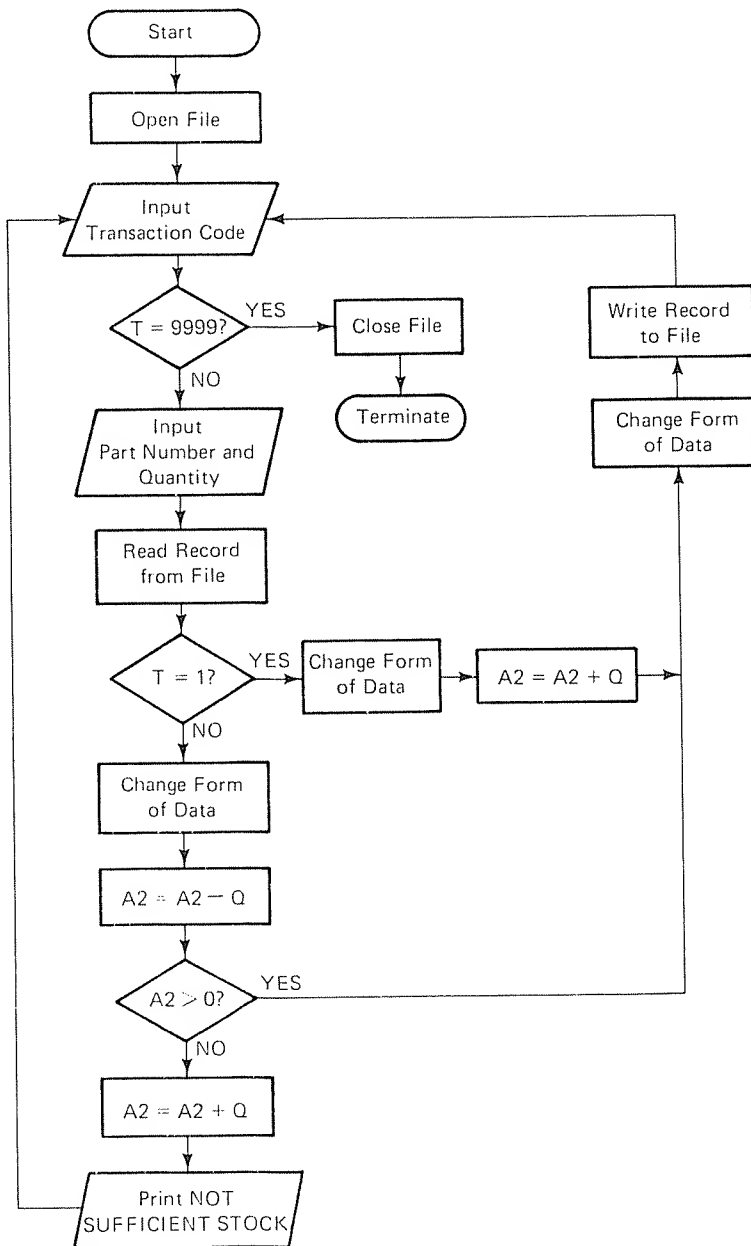 Start
Open File
Input
Transaction Code
T = 9999?
YES
NO
Close File
Terminate
Input
Part Number and
Quantity
Read Record
from File
T = 1?
YES
NO
Change Form
of Data
A2 = A2 + Q
Write Record
to File
Change Form
of Data
Change Form
of Data
A2 = A2 − Q
A2 > 0?
YES
NO
A2 = A2 + Q
Print NOT
SUFFICIENT STOCK